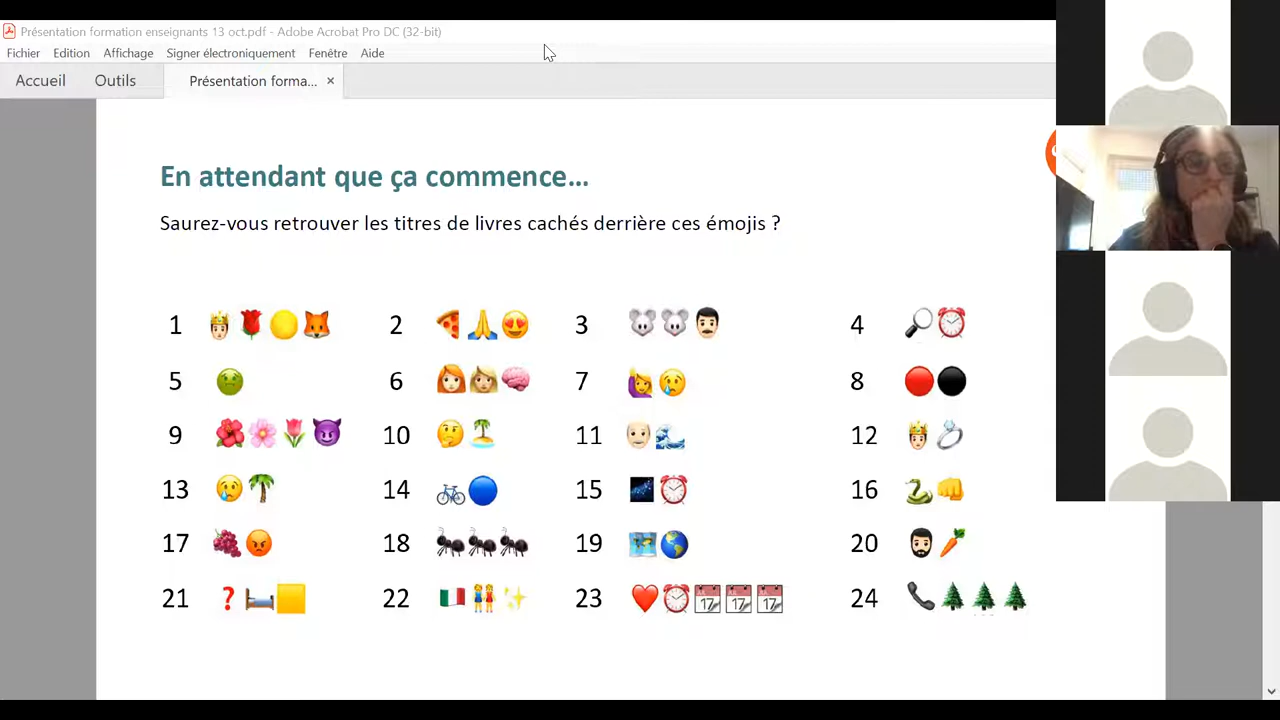 Présentation formation enseignants 13 oct.pdf - Adobe Acrobat Pro DC (32-bit)
Fichier Edition Affichage Signer électroniquement Fenêtre Aide
Accueil Outils Présentation forma... ×
En attendant que ça commence...
Saurez-vous retrouver les titres de livres cachés derrière ces émojis ?
1 2 3 4
5 6 7 8
9 10 11 12
13 14 15 16
17 18 19 20
21 22 23 24